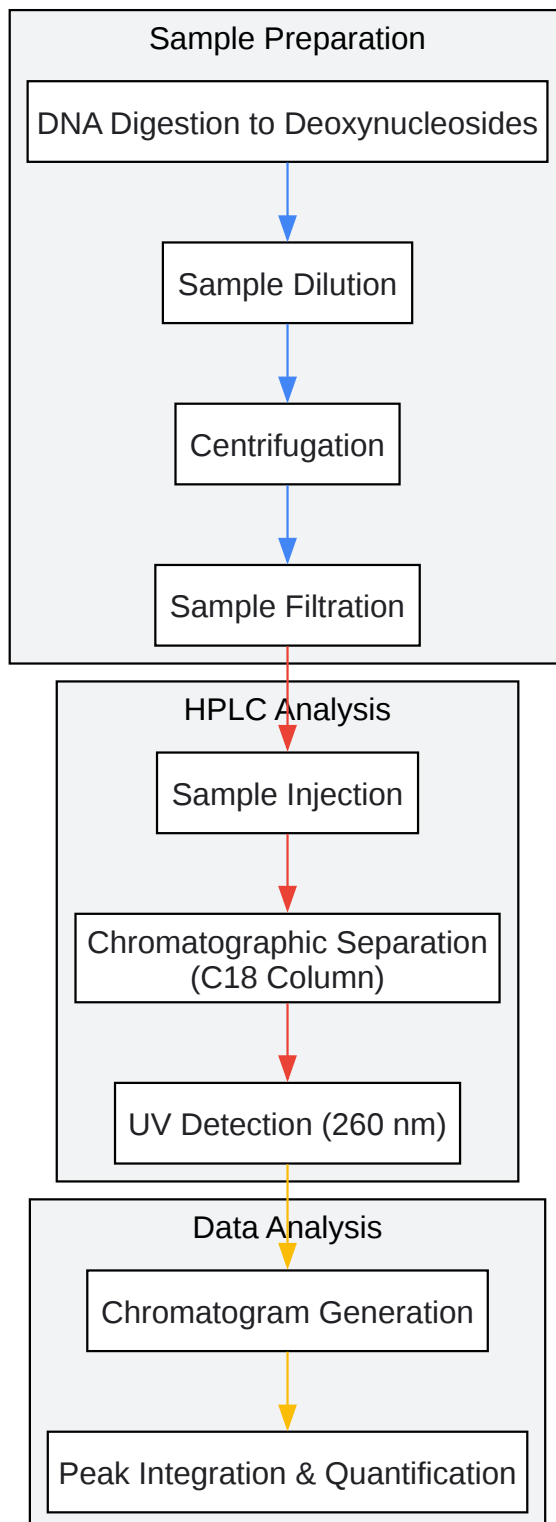 Sample Preparation
DNA Digestion to Deoxynucleosides
Sample Dilution
Centrifugation
Sample Filtration
HPLC Analysis
Sample Injection
Chromatographic Separation
(C18 Column)
UV Detection (260 nm)
Data Analysis
Chromatogram Generation
Peak Integration & Quantification